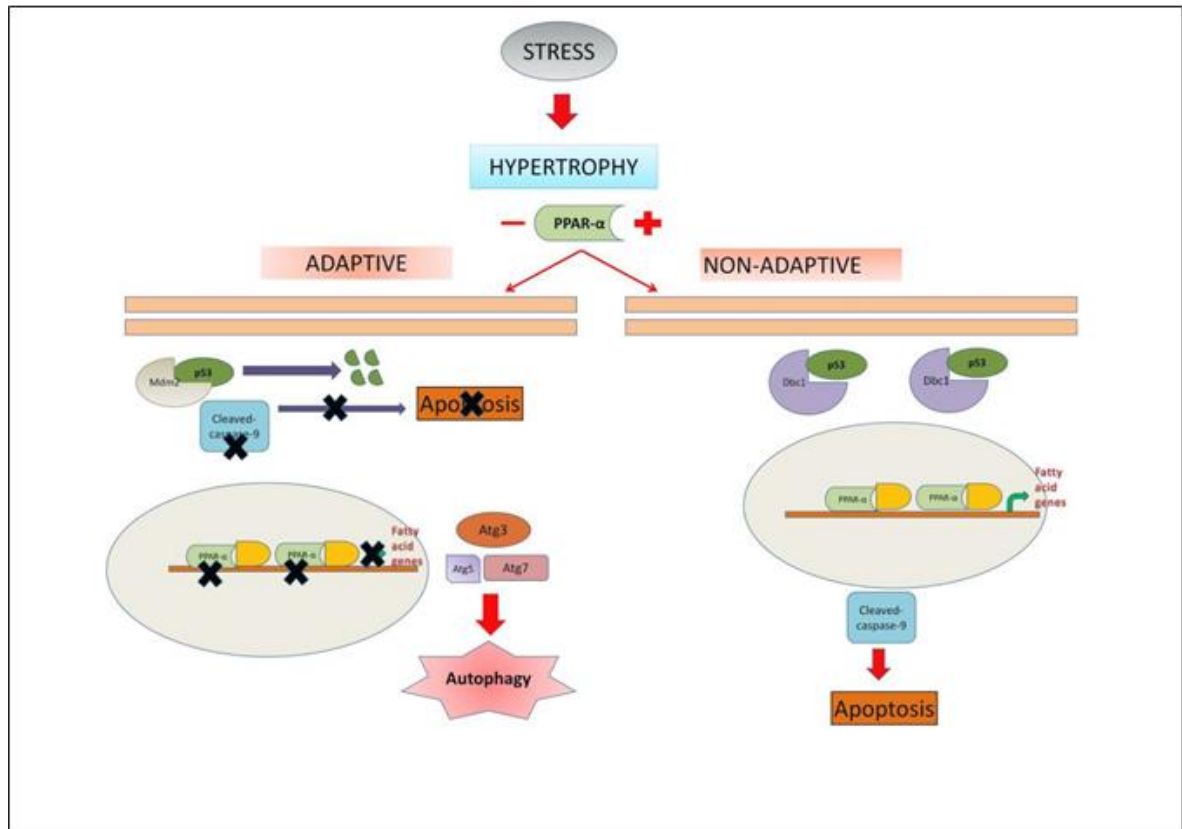 STRESS
HYPERTROPHY
PPAR-α
ADAPTIVE
NON-ADAPTIVE
Mdm2
p53
Cleaved-
caspase-9
Apoptosis
Dbc1
p53
Dbc1
p53
PPAR-α
PPAR-α
Fatty
acid
genes
Atg3
Atg5
Atg7
Autophagy
PPAR-α
PPAR-α
Fatty
acid
genes
Cleaved-
caspase-9
Apoptosis